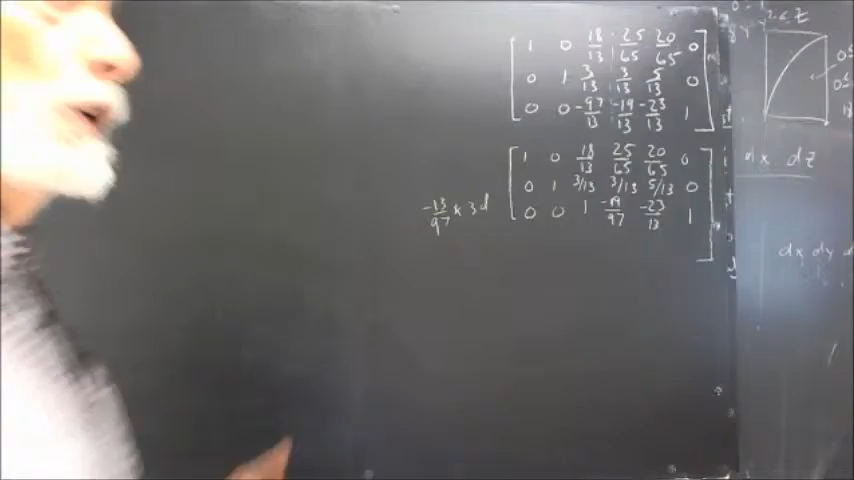 1 0 18/13 -25/65 20/65 0
0 1 3/13 3/13 5/13 0
0 0 -97/13 -19/13 -23/13 1
1 0 18/13 25/65 20/65 0
0 1 3/13 3/13 5/13 0
-13/97 × 3d 0 0 1 -19/97 -23/13 1
dx dz
dx dy d